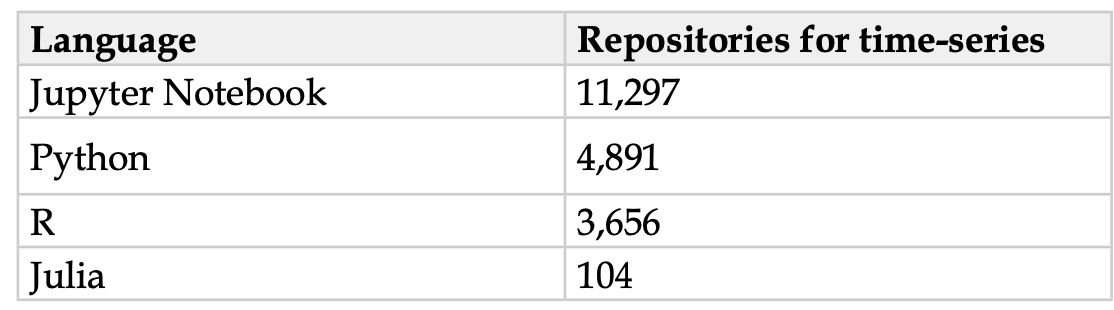 Language Repositories for time-series
Jupyter Notebook 11,297
Python 4,891
R 3,656
Julia 104